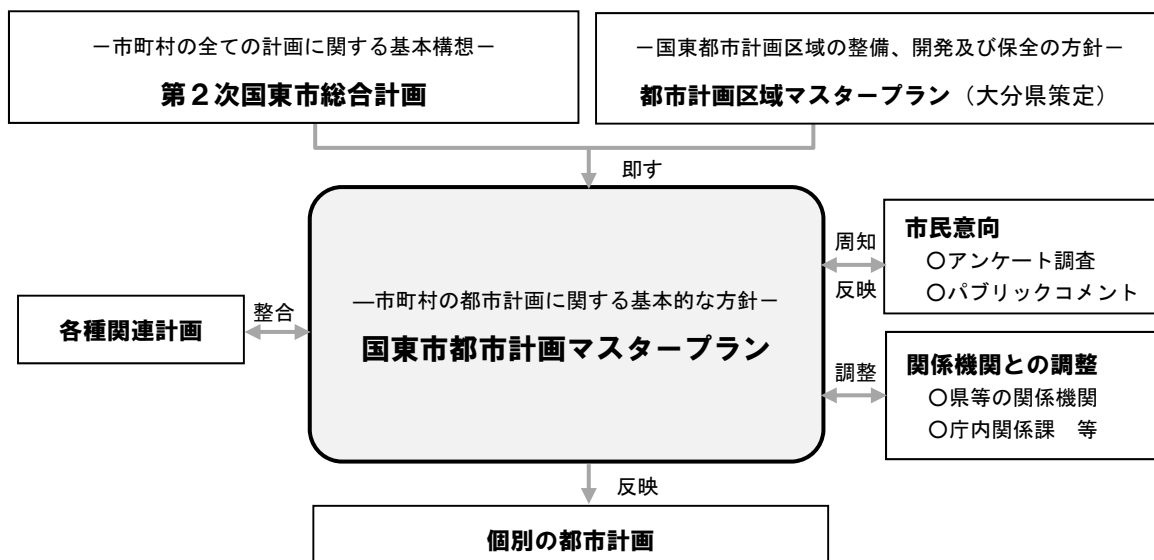 －市町村の全ての計画に関する基本構想－
第２次国東市総合計画
－国東都市計画区域の整備、開発及び保全の方針－
都市計画区域マスタープラン（大分県策定）
即す
市民意向
〇アンケート調査
〇パブリックコメント
周知
反映
―市町村の都市計画に関する基本的な方針－
国東市都市計画マスタープラン
各種関連計画
整合
関係機関との調整
〇県等の関係機関
〇庁内関係課　等
調整
反映
個別の都市計画